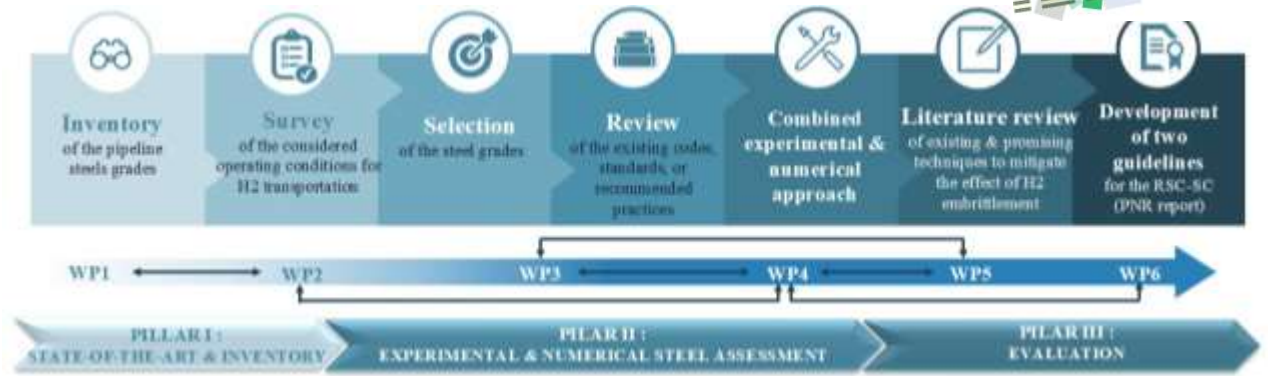 Inventory
of the pipeline
steels grades
Survey
of the considered
operating conditions for
H2 transportation
Selection
of the steel grades
Review
of the existing codes,
standards, or
recommended
practices
Combined
experimental &
numerical
approach
Literature review
of existing & promising
techniques to mitigate
the effect of H2
embrittlement
Development
of two
guidelines
for the RSC-SC
(PNR report)
WP1 WP2 WP3 WP4 WP5 WP6
PILLAR I :
STATE-OF-THE-ART & INVENTORY
PILAR II :
EXPERIMENTAL & NUMERICAL STEEL ASSESSMENT
PILAR III :
EVALUATION